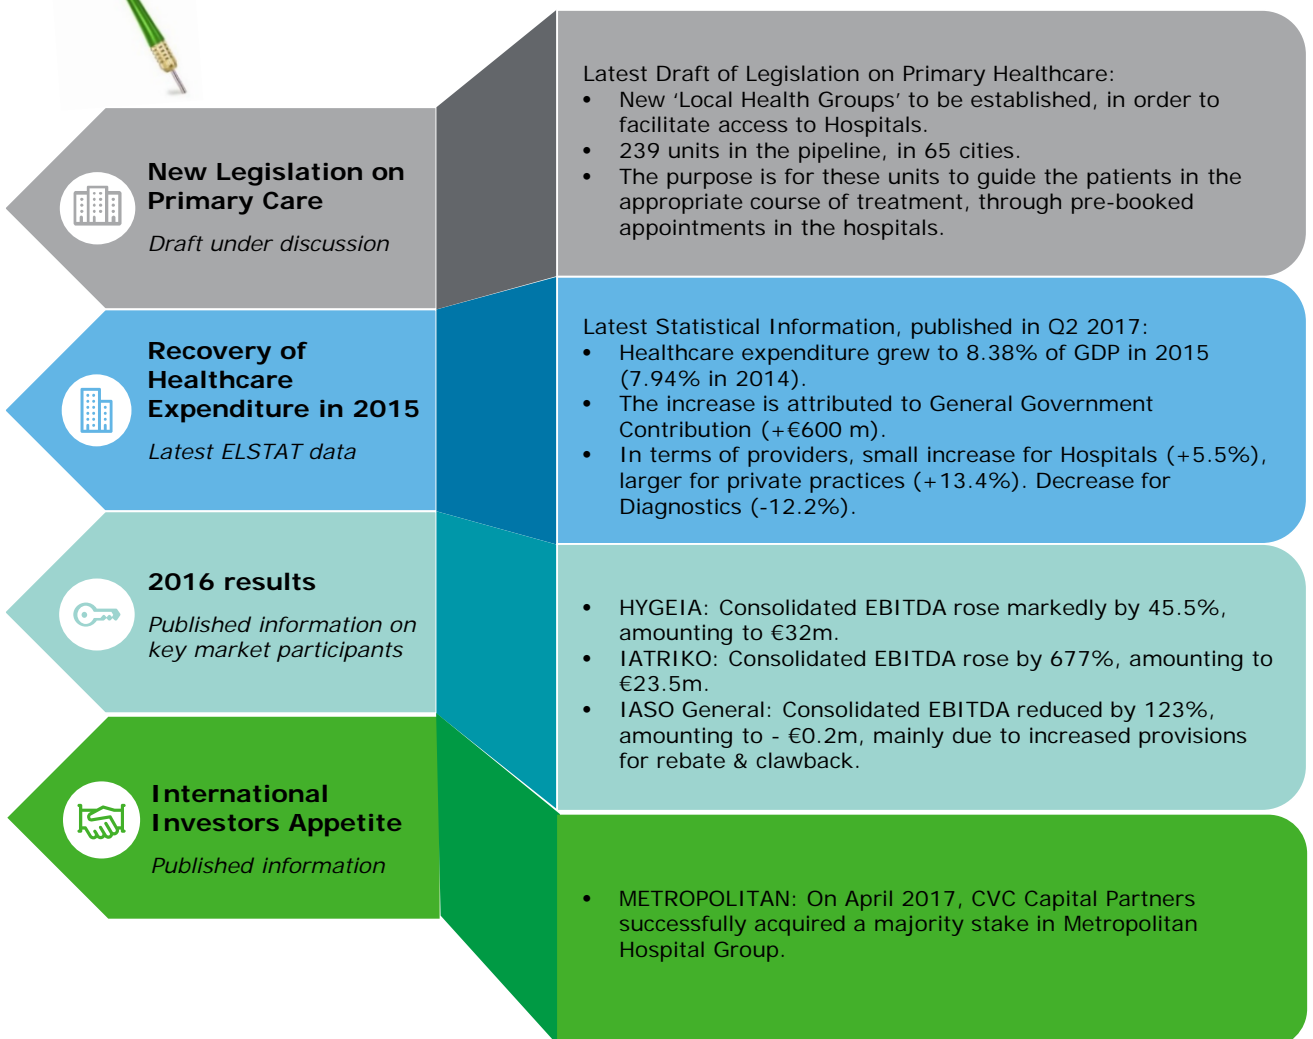 New Legislation on
Primary Care
Draft under discussion
Latest Draft of Legislation on Primary Healthcare:
• New ‘Local Health Groups’ to be established, in order to
facilitate access to Hospitals.
• 239 units in the pipeline, in 65 cities.
• The purpose is for these units to guide the patients in the
appropriate course of treatment, through pre-booked
appointments in the hospitals.
Recovery of
Healthcare
Expenditure in 2015
Latest ELSTAT data
Latest Statistical Information, published in Q2 2017:
• Healthcare expenditure grew to 8.38% of GDP in 2015
(7.94% in 2014).
• The increase is attributed to General Government
Contribution (+€600 m).
• In terms of providers, small increase for Hospitals (+5.5%),
larger for private practices (+13.4%). Decrease for
Diagnostics (-12.2%).
2016 results
Published information on
key market participants
• HYGEIA: Consolidated EBITDA rose markedly by 45.5%,
amounting to €32m.
• IATRIKO: Consolidated EBITDA rose by 677%, amounting to
€23.5m.
• IASO General: Consolidated EBITDA reduced by 123%,
amounting to - €0.2m, mainly due to increased provisions
for rebate & clawback.
International
Investors Appetite
Published information
• METROPOLITAN: On April 2017, CVC Capital Partners
successfully acquired a majority stake in Metropolitan
Hospital Group.